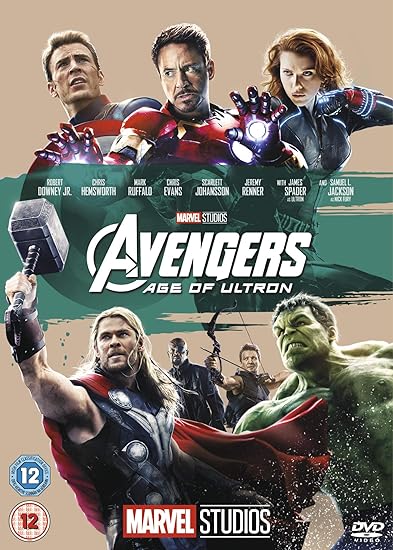 ROBERT DOWNEY JR.
CHRIS HEMSWORTH
MARK RUFFALO
CHRIS EVANS
SCARLETT JOHANSSON
JEREMY RENNER
WITH JAMES SPADER AS ULTRON
AND SAMUEL L. JACKSON AS NICK FURY
MARVEL STUDIOS
AVENGERS
AGE OF ULTRON
12
12
MARVEL STUDIOS
DVD
VIDEO